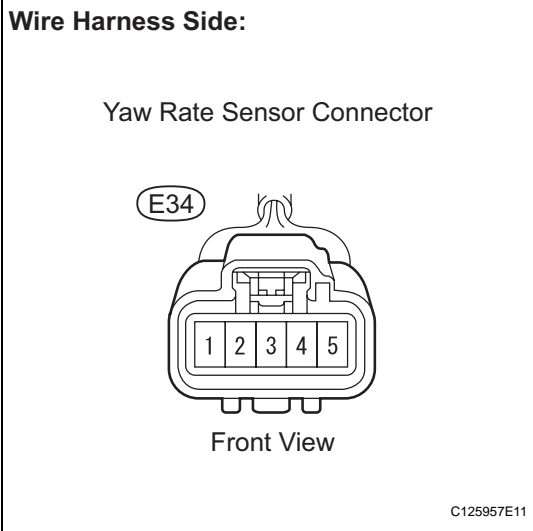 Wire Harness Side:
Yaw Rate Sensor Connector
E34
1 2 3 4 5
Front View
C125957E11